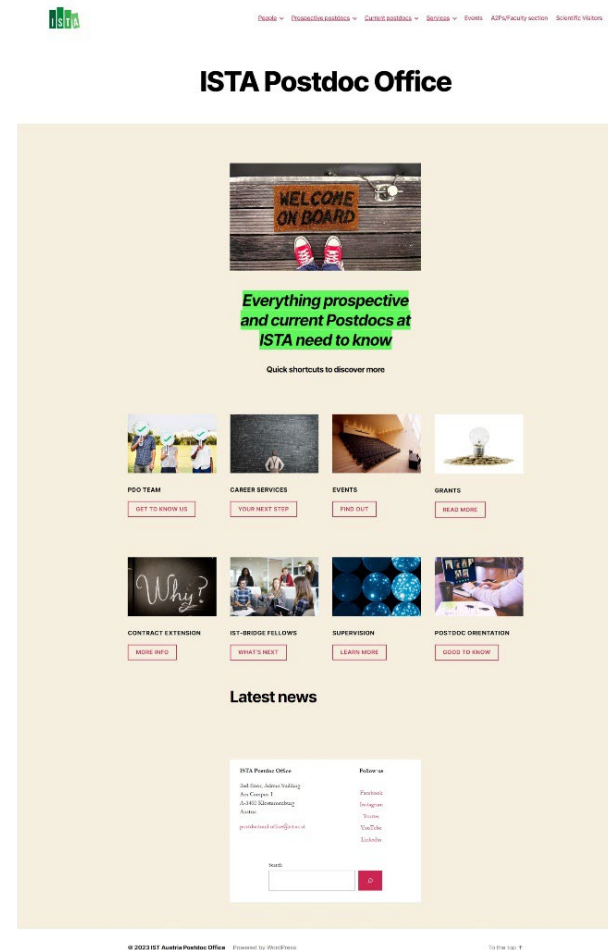 ISTA
People Prospective postdocs Current postdocs Services Events A2Ps/Faculty section Scientific Visitors
ISTA Postdoc Office
WELCOME
ON BOARD
Everything prospective
and current Postdocs at
ISTA need to know
Quick shortcuts to discover more
PDO TEAM CAREER SERVICES EVENTS GRANTS
GET TO KNOW US YOUR NEXT STEP FIND OUT READ MORE
Why?
CONTRACT EXTENSION IST-BRIDGE FELLOWS SUPERVISION POSTDOC ORIENTATION
MORE INFO WHAT'S NEXT LEARN MORE GOOD TO KNOW
Latest news
ISTA Postdoc Office Follow us
Am Campus 1 Facebook
A-3400 Klosterneuburg Instagram
Austria Twitter
YouTube
LinkedIn
Search
© 2023 IST Austria Postdoc Office Powered by WordPress To the top ↑